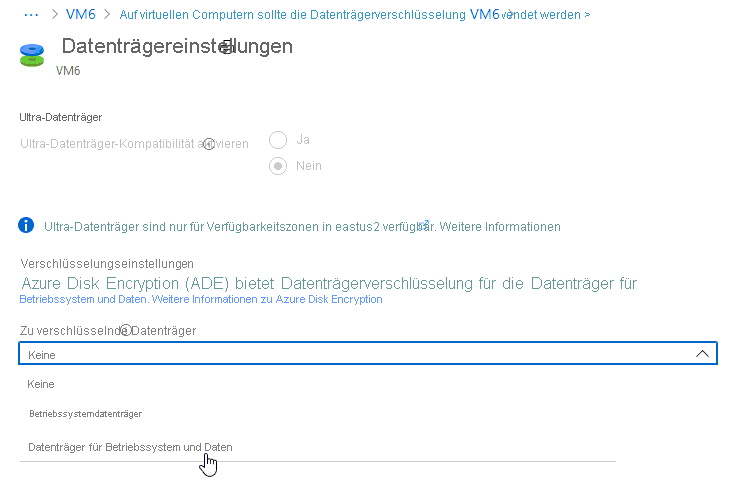 ··· > VM6 > Auf virtuellen Computern sollte die Datenträgerverschlüsselung VM6 wendet werden >
Datenträgereinstellungen
VM6
Ultra-Datenträger
Ultra-Datenträger-Kompatibilität aktivieren
Ja
Nein
Ultra-Datenträger sind nur für Verfügbarkeitszonen in eastus2 verfügbar. Weitere Informationen
Verschlüsselungseinstellungen
Azure Disk Encryption (ADE) bietet Datenträgerverschlüsselung für die Datenträger für
Betriebssystem und Daten. Weitere Informationen zu Azure Disk Encryption
Zu verschlüsselnde Datenträger
Keine
Keine
Betriebssystemdatenträger
Datenträger für Betriebssystem und Daten